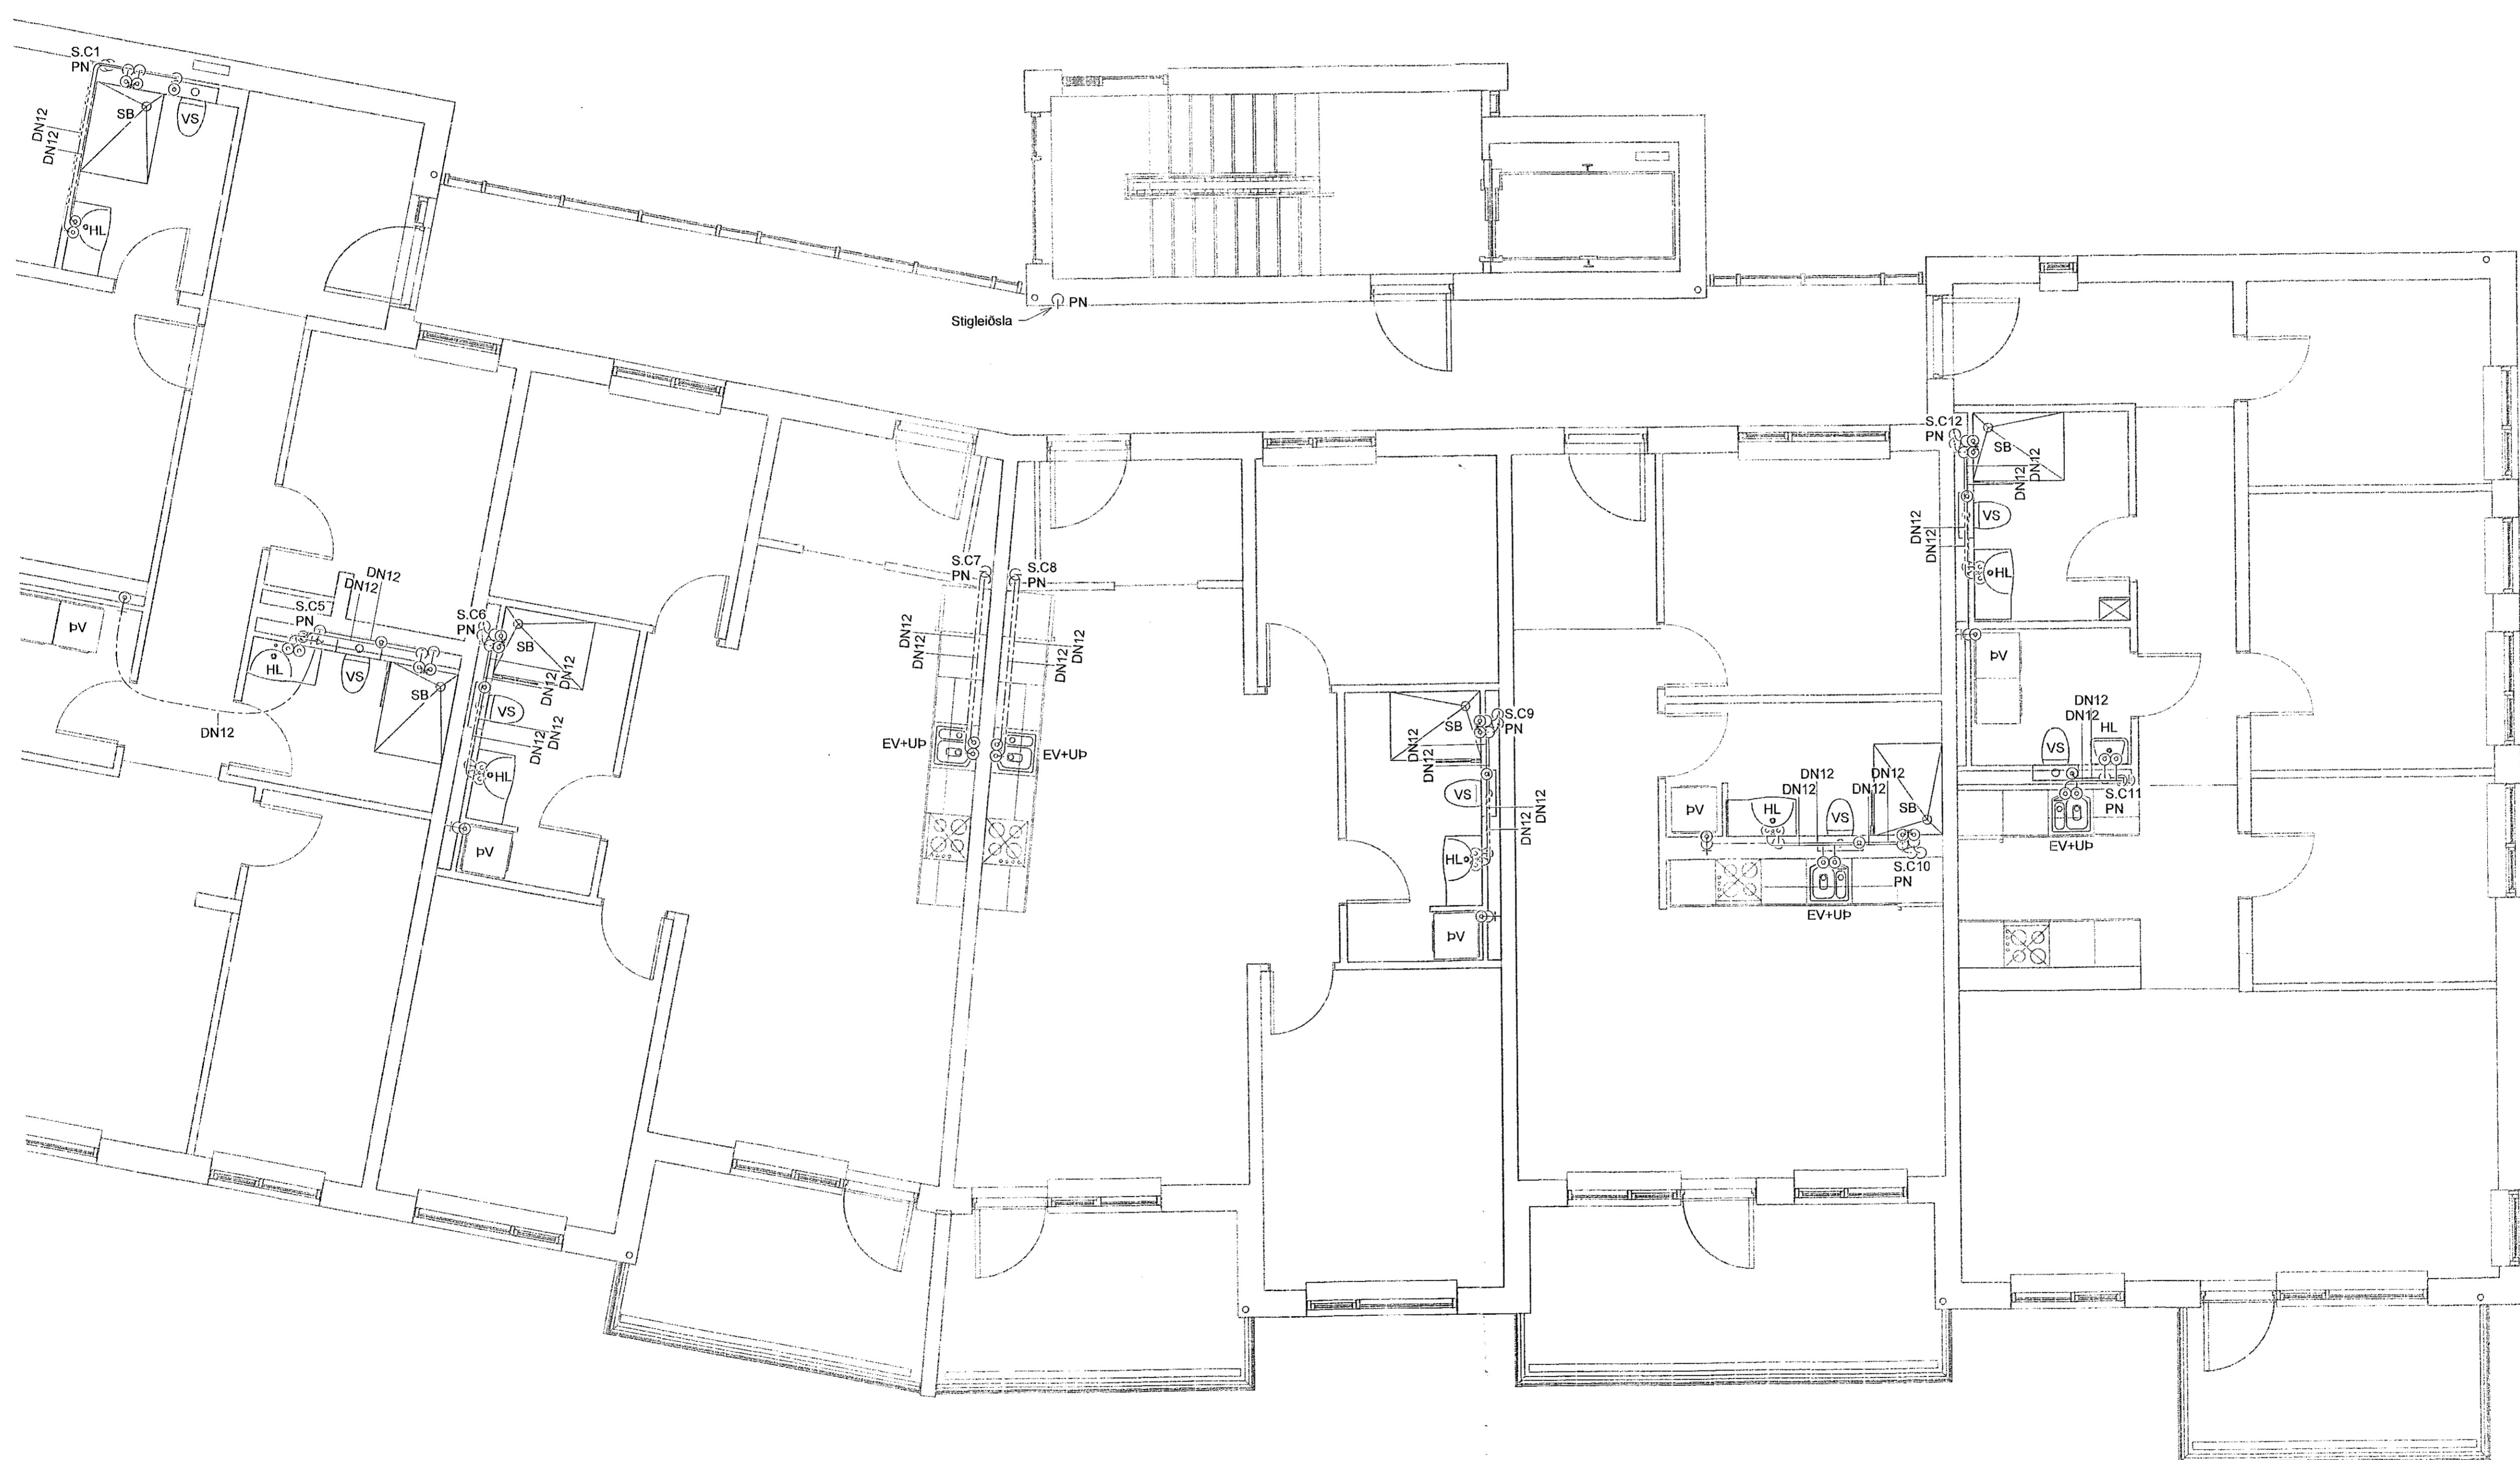 S.C1
PN
SB
VS
DN12
DN12
HL
PN
Stigleiðsla
S.C12
PN
SB
DN12
DN12
VS
DN12
DN12
HL
S.C7
PN
S.C8
PN
DN12
DN12
S.C5
PN
ÞV
HL
VS
SB
DN12
S.C6
PN
SB
DN12
DN12
VS
DN12
DN12
HL
ÞV
DN12
DN12
DN12
DN12
EV+UÞ
EV+UÞ
SB
S.C9
PN
DN12
DN12
VS
DN12
DN12
HL
ÞV
ÞV
DN12
DN12
HL
VS
S.C11
PN
EV+UÞ
DN12
DN12
DN12
DN12
ÞV
HL
VS
SB
S.C10
PN
EV+UÞ